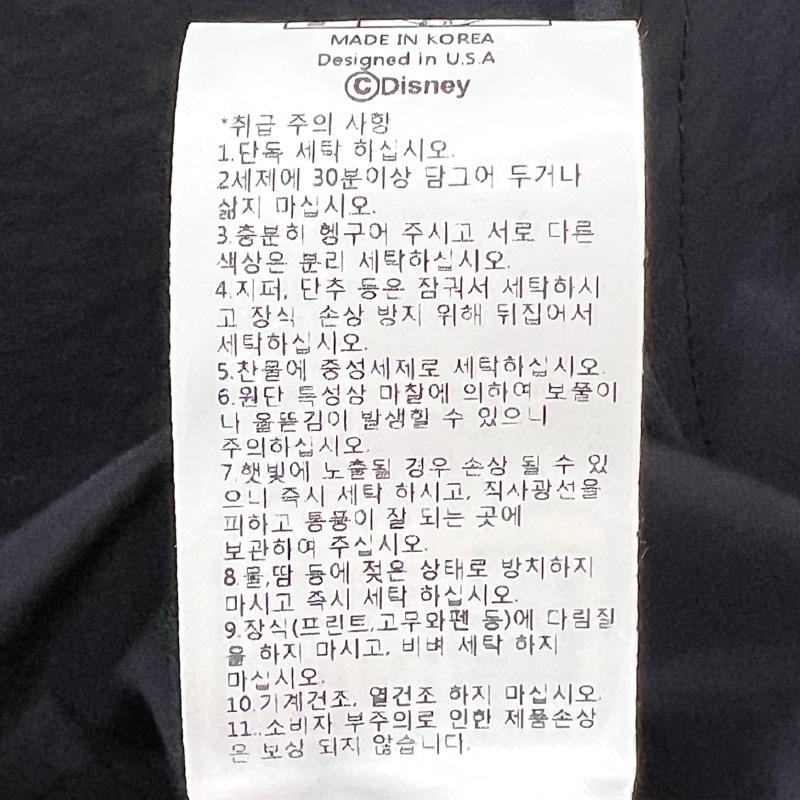 MADE IN KOREA
Designed in U.S.A
©Disney
*취급 주의 사항
1.단독 세탁 하십시오.
2세제에 30분이상 담그어 두거나
삶지 마십시오.
3.충분히 헹구어 주시고 서로 다른
색상은 분리 세탁하십시오.
4.지퍼, 단추 등은 잠궈서 세탁하시
고 장식 손상 방지 위해 뒤집어서
세탁하십시오.
5.찬물에 중성세제로 세탁하십시오.
6.원단 특성상 마찰에 의하여 보풀이
나 올뜯김이 발생할 수 있으니
주의하십시오.
7.햇빛에 노출될 경우 손상 될 수 있
으니 즉시 세탁 하시고, 직사광선을
피하고 통풍이 잘 되는 곳에
보관하여 주십시오.
8.물,땀 등에 젖은 상태로 방치하지
마시고 즉시 세탁 하십시오.
9.장식(프린트,고무와펜 등)에 다림질
을 하지 마시고, 비벼 세탁 하지
마십시오.
10.기계건조, 열건조 하지 마십시오.
11..소비자 부주의로 인한 제품손상
은 보상 되지 않습니다.